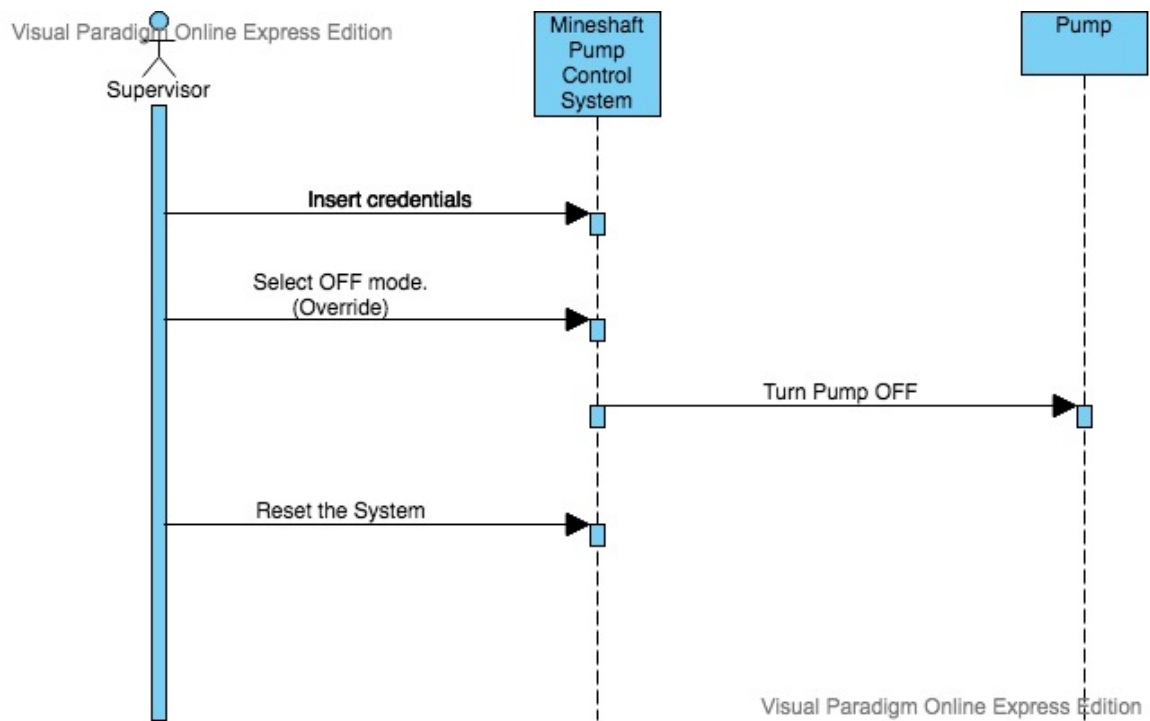 Visual Paradigm Online Express Edition
Supervisor
Mineshaft
Pump
Control
System
Pump
Insert credentials
Select OFF mode.
(Override)
Turn Pump OFF
Reset the System
Visual Paradigm Online Express Edition